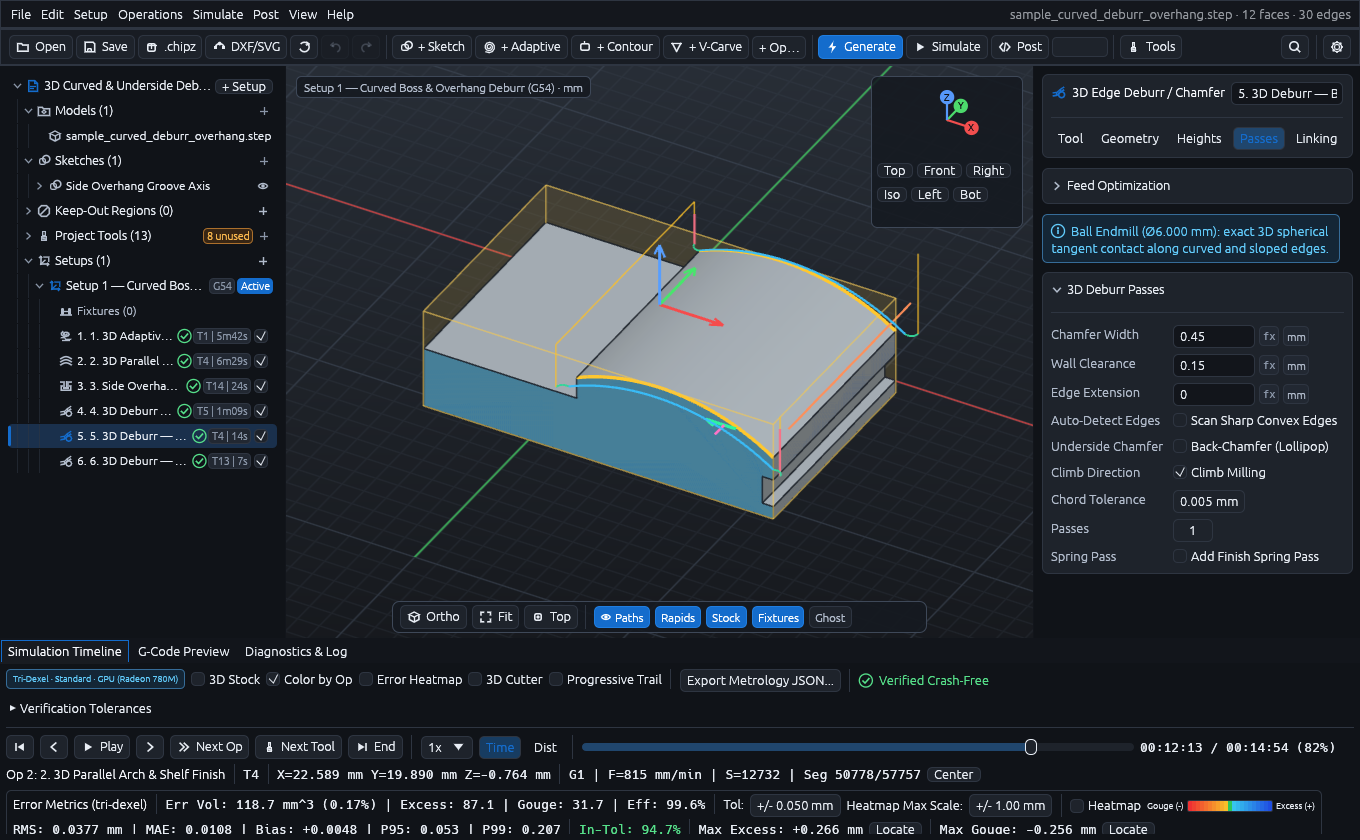 File Edit Setup Operations Simulate Post View Help
sample_curved_deburr_overhang.step · 12 faces · 30 edges
Open Save .chipz DXF/SVG + Sketch + Adaptive + Contour + V-Carve + Op... Generate Simulate Post Tools
3D Curved & Underside Deb... + Setup
Models (1) +
sample_curved_deburr_overhang.step
Sketches (1) +
Side Overhang Groove Axis
Keep-Out Regions (0) +
Project Tools (13) 8 unused +
Setups (1) +
Setup 1 — Curved Bos... G54 Active
Fixtures (0)
1. 1. 3D Adaptiv... T1 | 5m42s
2. 2. 3D Parallel ... T4 | 6m29s
3. 3. Side Overha... T14 | 24s
4. 4. 3D Deburr ... T5 | 1m09s
5. 5. 3D Deburr — ... T4 | 14s
6. 6. 3D Deburr — ... T13 | 7s
Setup 1 — Curved Boss & Overhang Deburr (G54) · mm
Z
Y
X
Top Front Right
Iso Left Bot
Ortho Fit Top Paths Rapids Stock Fixtures Ghost
3D Edge Deburr / Chamfer 5. 3D Deburr — B
Tool Geometry Heights Passes Linking
Feed Optimization
Ball Endmill (Ø6.000 mm): exact 3D spherical
tangent contact along curved and sloped edges.
3D Deburr Passes
Chamfer Width 0.45 fx mm
Wall Clearance 0.15 fx mm
Edge Extension 0 fx mm
Auto-Detect Edges Scan Sharp Convex Edges
Underside Chamfer Back-Chamfer (Lollipop)
Climb Direction Climb Milling
Chord Tolerance 0.005 mm
Passes 1
Spring Pass Add Finish Spring Pass
Simulation Timeline G-Code Preview Diagnostics & Log
Tri-Dexel · Standard · GPU (Radeon 780M) 3D Stock Color by Op Error Heatmap 3D Cutter Progressive Trail Export Metrology JSON... Verified Crash-Free
Verification Tolerances
Play Next Op Next Tool End 1x Time Dist 00:12:13 / 00:14:54 (82%)
Op 2: 2. 3D Parallel Arch & Shelf Finish T4 X=22.589 mm Y=19.890 mm Z=-0.764 mm G1 | F=815 mm/min | S=12732 | Seg 50778/57757 Center
Error Metrics (tri-dexel) Err Vol: 118.7 mm^3 (0.17%) | Excess: 87.1 | Gouge: 31.7 | Eff: 99.6% Tol: +/- 0.050 mm Heatmap Max Scale: +/- 1.00 mm Heatmap Gouge (-) Excess (+)
RMS: 0.0377 mm | MAE: 0.0108 | Bias: +0.0048 | P95: 0.053 | P99: 0.207 In-Tol: 94.7% Max Excess: +0.266 mm Locate Max Gouge: -0.256 mm Locate